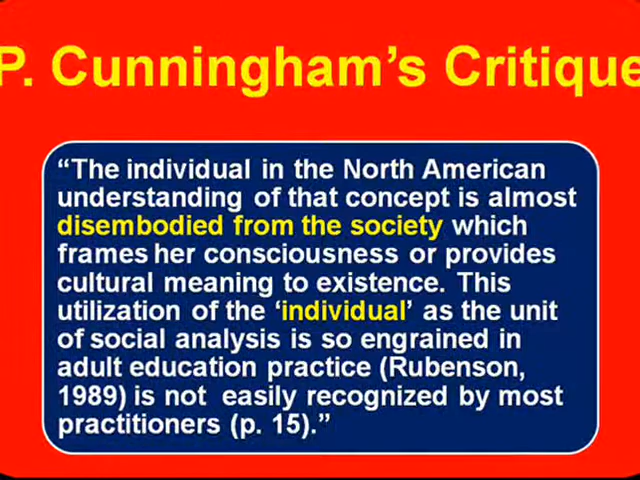 P. Cunningham’s Critique
“The individual in the North American
understanding of that concept is almost
disembodied from the society which
frames her consciousness or provides
cultural meaning to existence. This
utilization of the ‘individual’ as the unit
of social analysis is so engrained in
adult education practice (Rubenson,
1989) is not easily recognized by most
practitioners (p. 15).”